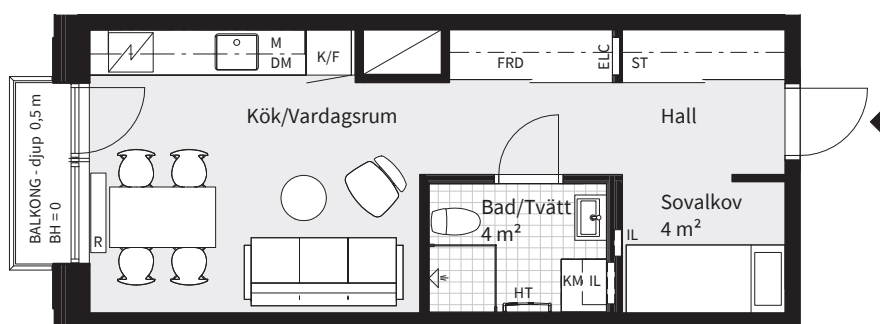 M
DM
K/F
FRD
ELC
ST
Kök/Vardagsrum
Hall
BALKONG - djup 0,5 m
BH = 0
R
Bad/Tvätt
4 m²
Sovalkov
4 m²
IL
KM IL
HT